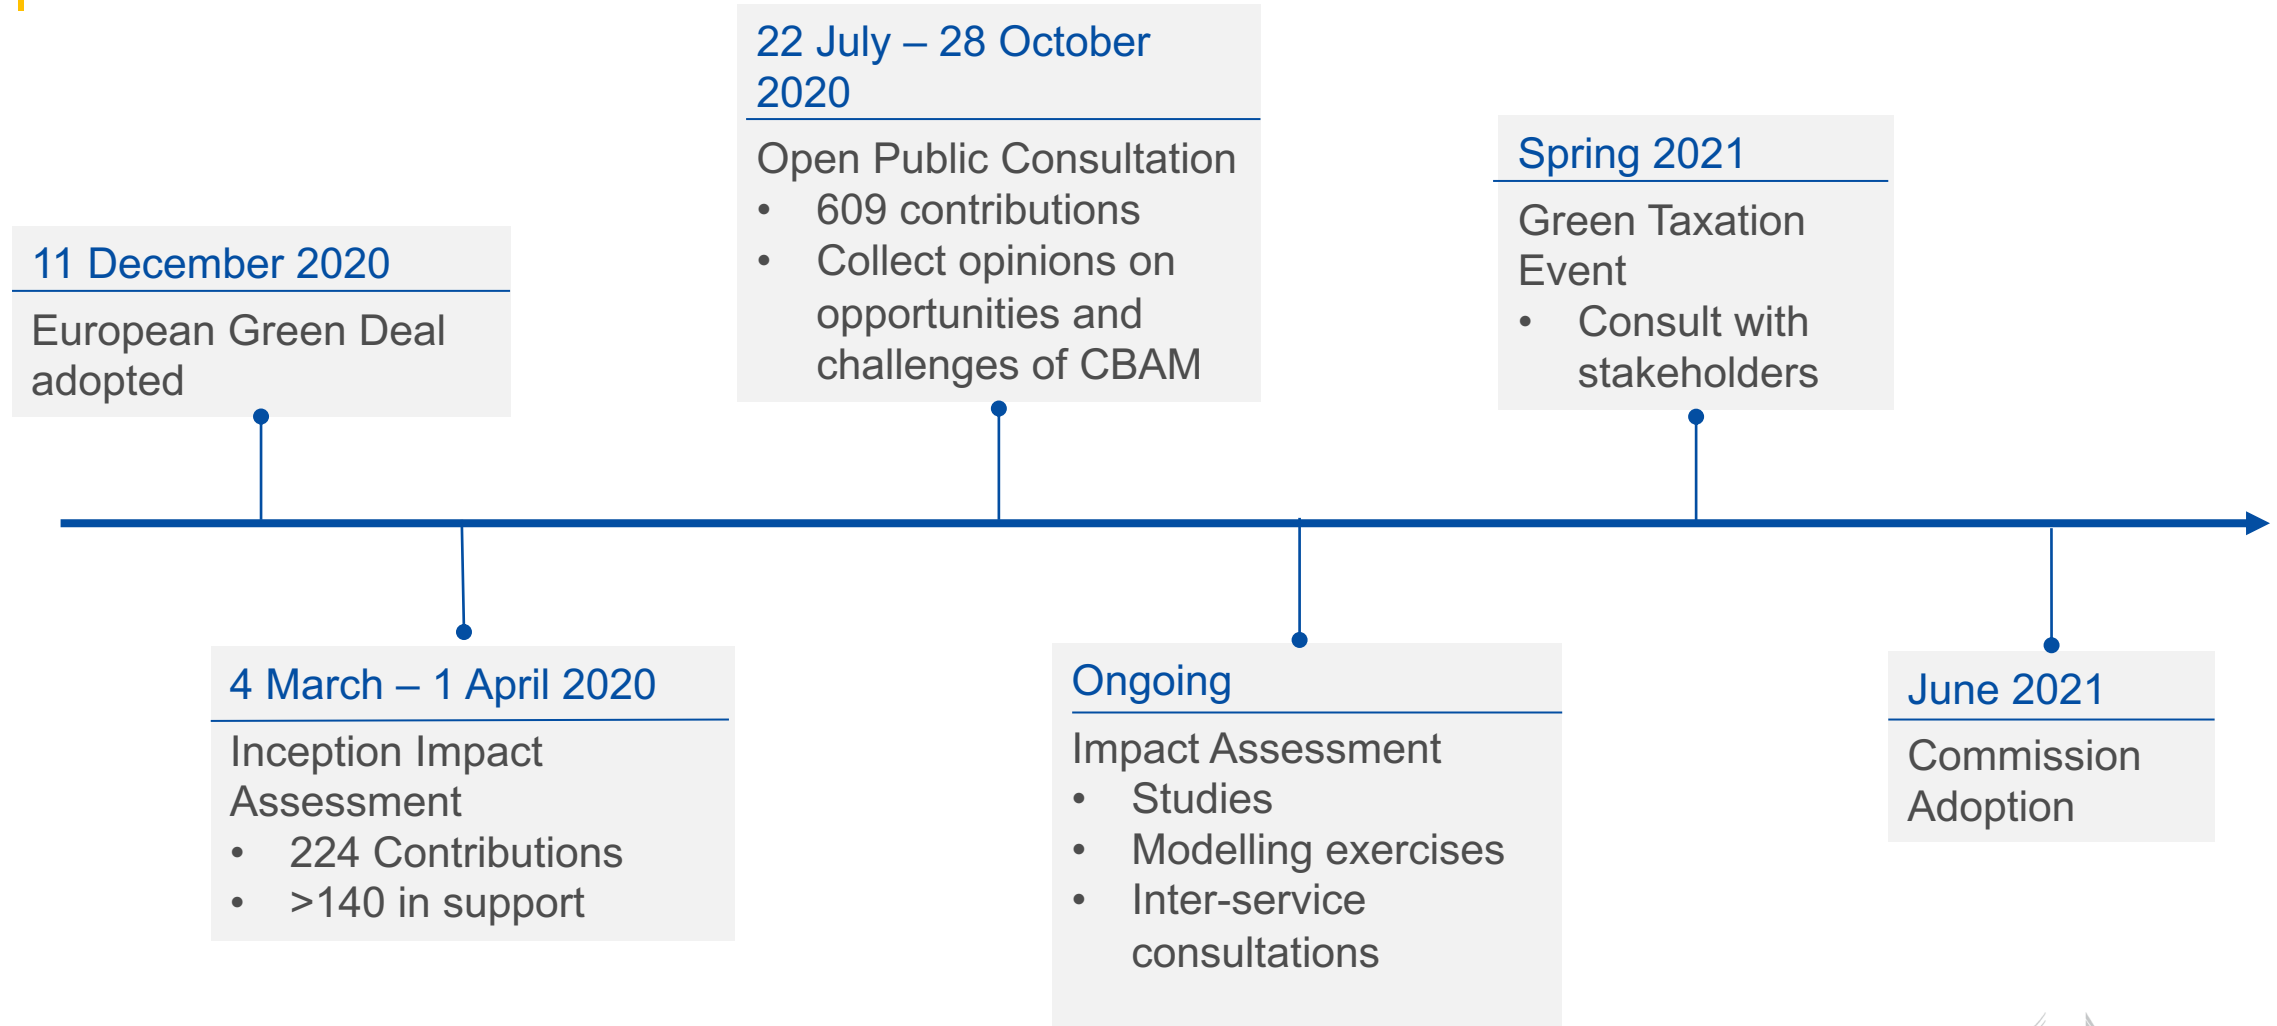 11 December 2020
European Green Deal
adopted
4 March – 1 April 2020
Inception Impact
Assessment
• 224 Contributions
• >140 in support
22 July – 28 October
2020
Open Public Consultation
• 609 contributions
• Collect opinions on
opportunities and
challenges of CBAM
Ongoing
Impact Assessment
• Studies
• Modelling exercises
• Inter-service
consultations
Spring 2021
Green Taxation
Event
• Consult with
stakeholders
June 2021
Commission
Adoption